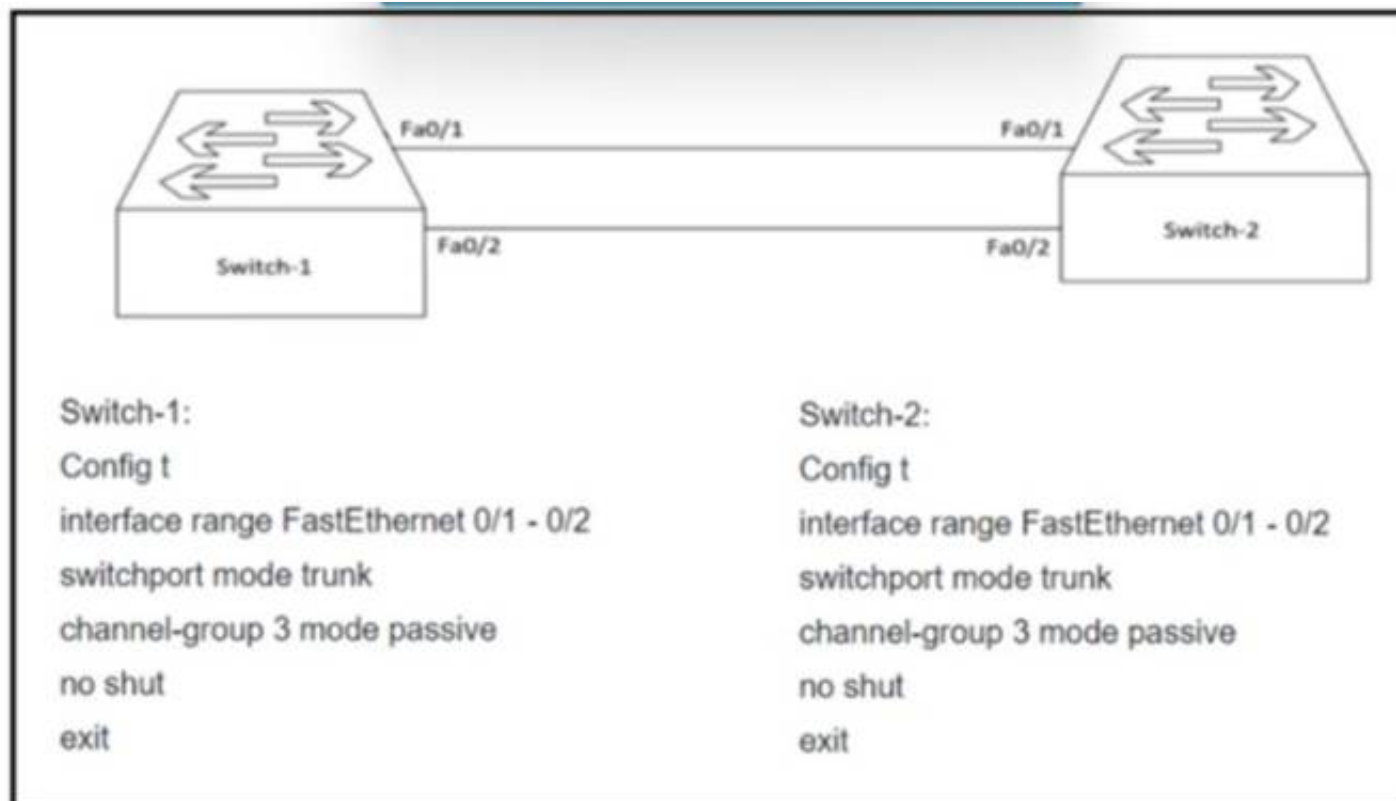 Fa0/1
Fa0/1
Fa0/2
Fa0/2
Switch-1
Switch-2
Switch-1:
Config t
interface range FastEthernet 0/1 - 0/2
switchport mode trunk
channel-group 3 mode passive
no shut
exit
Switch-2:
Config t
interface range FastEthernet 0/1 - 0/2
switchport mode trunk
channel-group 3 mode passive
no shut
exit